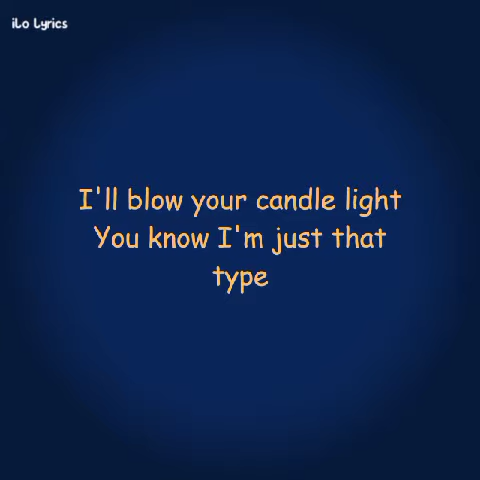 iLo Lyrics
I'll blow your candle light
You know I'm just that
type